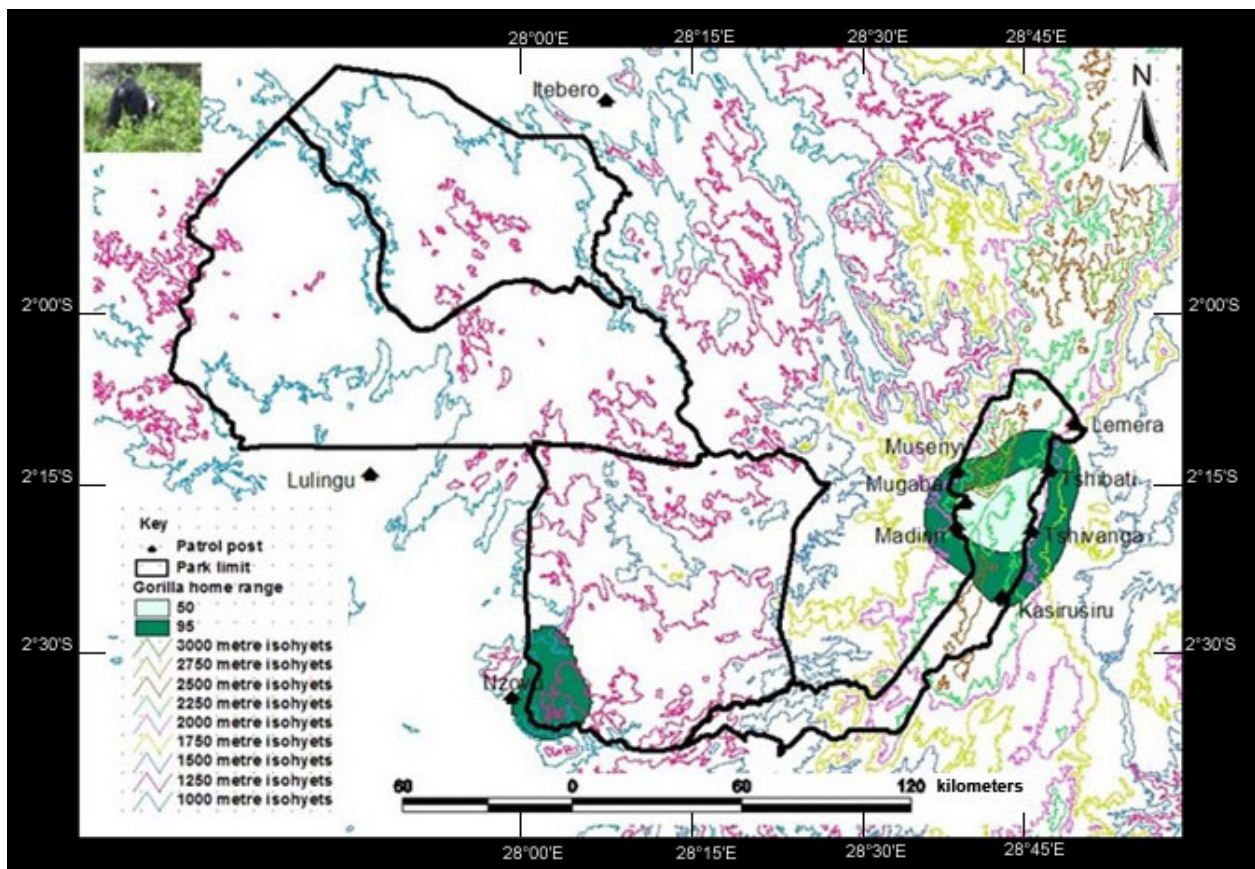 28°00'E 28°15'E 28°30'E 28°45'E
N
Itebero
2°00'S 2°00'S
Lemera
Museny
Lulingu
2°15'S 2°15'S
Mugaba Tshibati
Madirir Tshivanga
Kasirusiru
2°30'S 2°30'S
Nzovu
Key
Patrol post
Park limit
Gorilla home range
50
95
3000 metre isohyets
2750 metre isohyets
2500 metre isohyets
2250 metre isohyets
2000 metre isohyets
1750 metre isohyets
1500 metre isohyets
1250 metre isohyets
1000 metre isohyets
60 0 60 120 kilometers
28°00'E 28°15'E 28°30'E 28°45'E